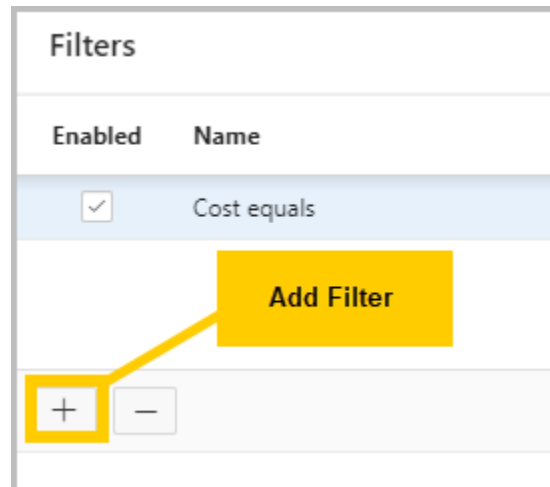 Filters
Enabled Name
Cost equals
Add Filter
+ −